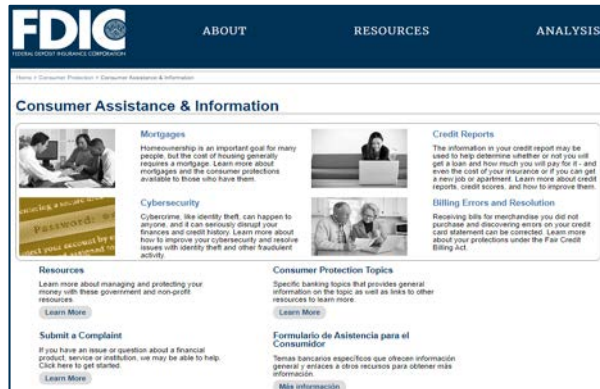 FDIC
FEDERAL DEPOSIT INSURANCE CORPORATION
ABOUT
RESOURCES
ANALYSIS
Home > Consumer Protection > Consumer Assistance & Information
Consumer Assistance & Information
Mortgages
Homeownership is an important goal for many
people, but the cost of housing generally
requires a mortgage. Learn more about
mortgages and the consumer protections
available to those who have them.
Credit Reports
The information in your credit report may be
used to help determine whether or not you will
get a loan and how much you will pay for it - and
even the cost of your insurance or if you can get
a new job or apartment. Learn more about credit
reports, credit scores, and how to improve them.
Password:
Cybersecurity
Cybercrime, like identity theft, can happen to
anyone, and it can seriously disrupt your
finances and credit history. Learn more about
how to improve your cybersecurity and resolve
issues with identity theft and other fraudulent
activity.
Billing Errors and Resolution
Receiving bills for merchandise you did not
purchase and discovering errors on your credit
card statement can be corrected. Learn more
about your protections under the Fair Credit
Billing Act.
Resources
Learn more about managing and protecting your
money with these government and non-profit
resources.
Learn More
Consumer Protection Topics
Specific banking topics that provides general
information on the topic as well as links to other
resources to learn more.
Learn More
Submit a Complaint
If you have an issue or question about a financial
product, service or institution, we may be able to help.
Click here to get started.
Learn More
Formulario de Asistencia para el
Consumidor
Temas bancarios específicos que ofrecen información
general y enlaces a otros recursos para obtener más
información.
Más información